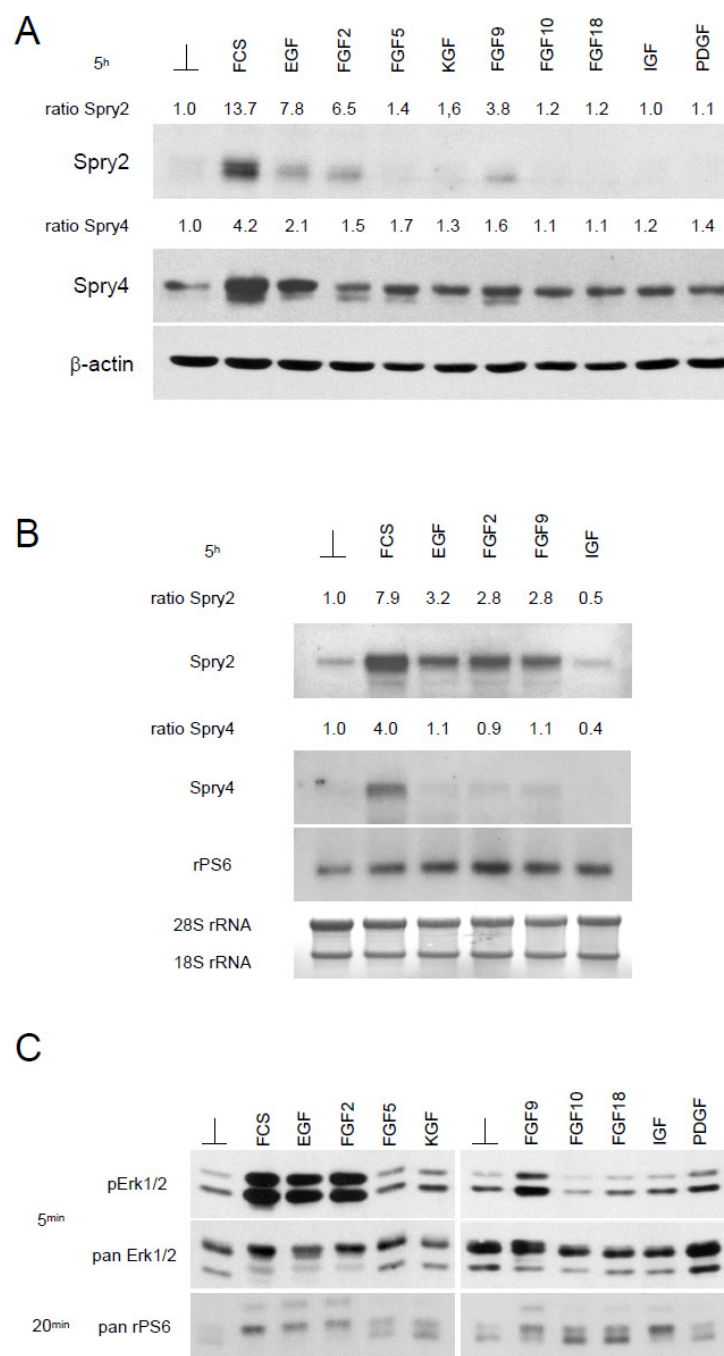 A
5h FCS EGF FGF2 FGF5 KGF FGF9 FGF10 FGF18 IGF PDGF
ratio Spry2 1.0 13.7 7.8 6.5 1.4 1,6 3.8 1.2 1.2 1.0 1.1
Spry2
ratio Spry4 1.0 4.2 2.1 1.5 1.7 1.3 1.6 1.1 1.1 1.2 1.4
Spry4
β-actin
B
5h FCS EGF FGF2 FGF9 IGF
ratio Spry2 1.0 7.9 3.2 2.8 2.8 0.5
Spry2
ratio Spry4 1.0 4.0 1.1 0.9 1.1 0.4
Spry4
rPS6
28S rRNA
18S rRNA
C
FCS EGF FGF2 FGF5 KGF FGF9 FGF10 FGF18 IGF PDGF
pErk1/2
5min
pan Erk1/2
20min pan rPS6